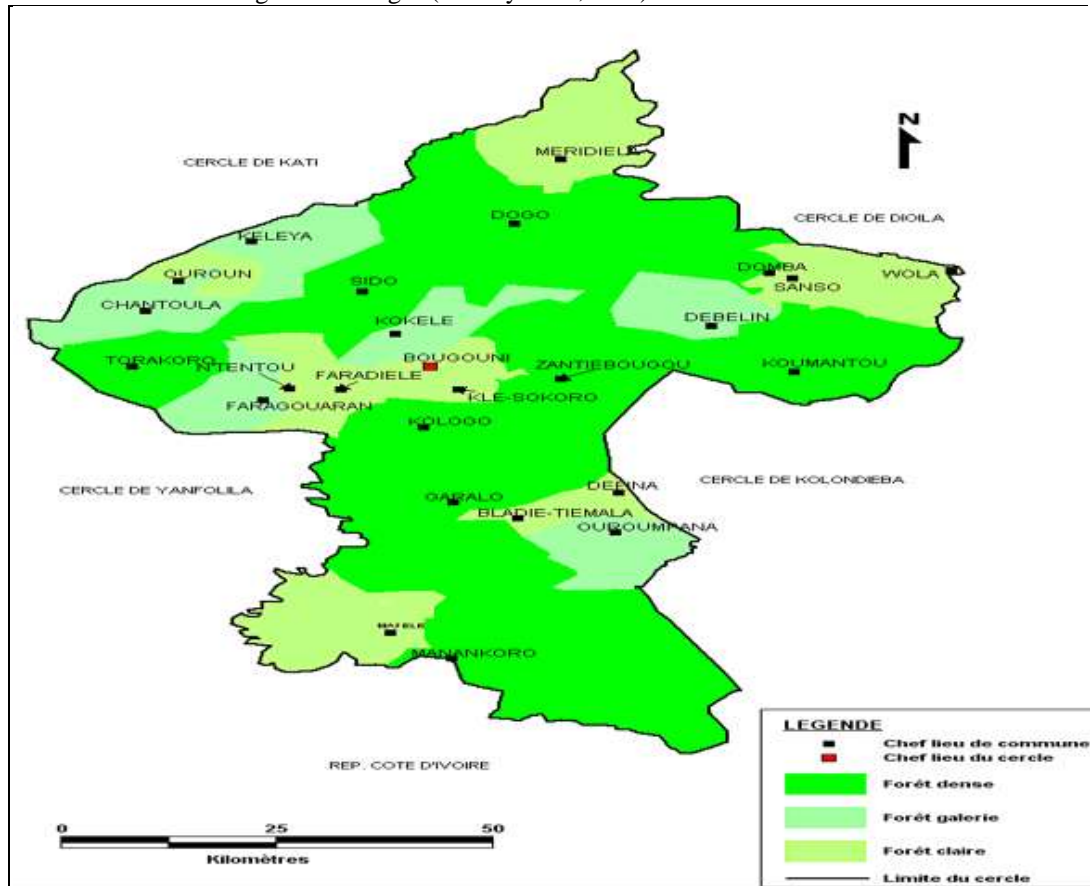 N
MERIDIELA
CERCLE DE KATI
DOGO
CERCLE DE DIOILA
KELEYA
OUROUN
DOMBA
WOLA
SANSO
SIDO
CHANTOULA
KOKELE
DEBELIN
TORAKORO
BOUGOUNI
ZANTIEBOUGOU
KOUMANTOU
N'TENTOU
FARADIELE
KLE-SOKORO
FARAGOUARAN
KOLOGO
CERCLE DE YANFOLILA
CERCLE DE KOLONDIEBA
DEFINA
GARALO
BLADIE-TIEMALA
OUROUMPANA
MANANKORO
REP. COTE D'IVOIRE
LEGENDE
Chef lieu de commune
Chef lieu du cercle
Forêt dense
Forêt galerie
Forêt claire
Limite du cercle
0 25 50
Kilomètres